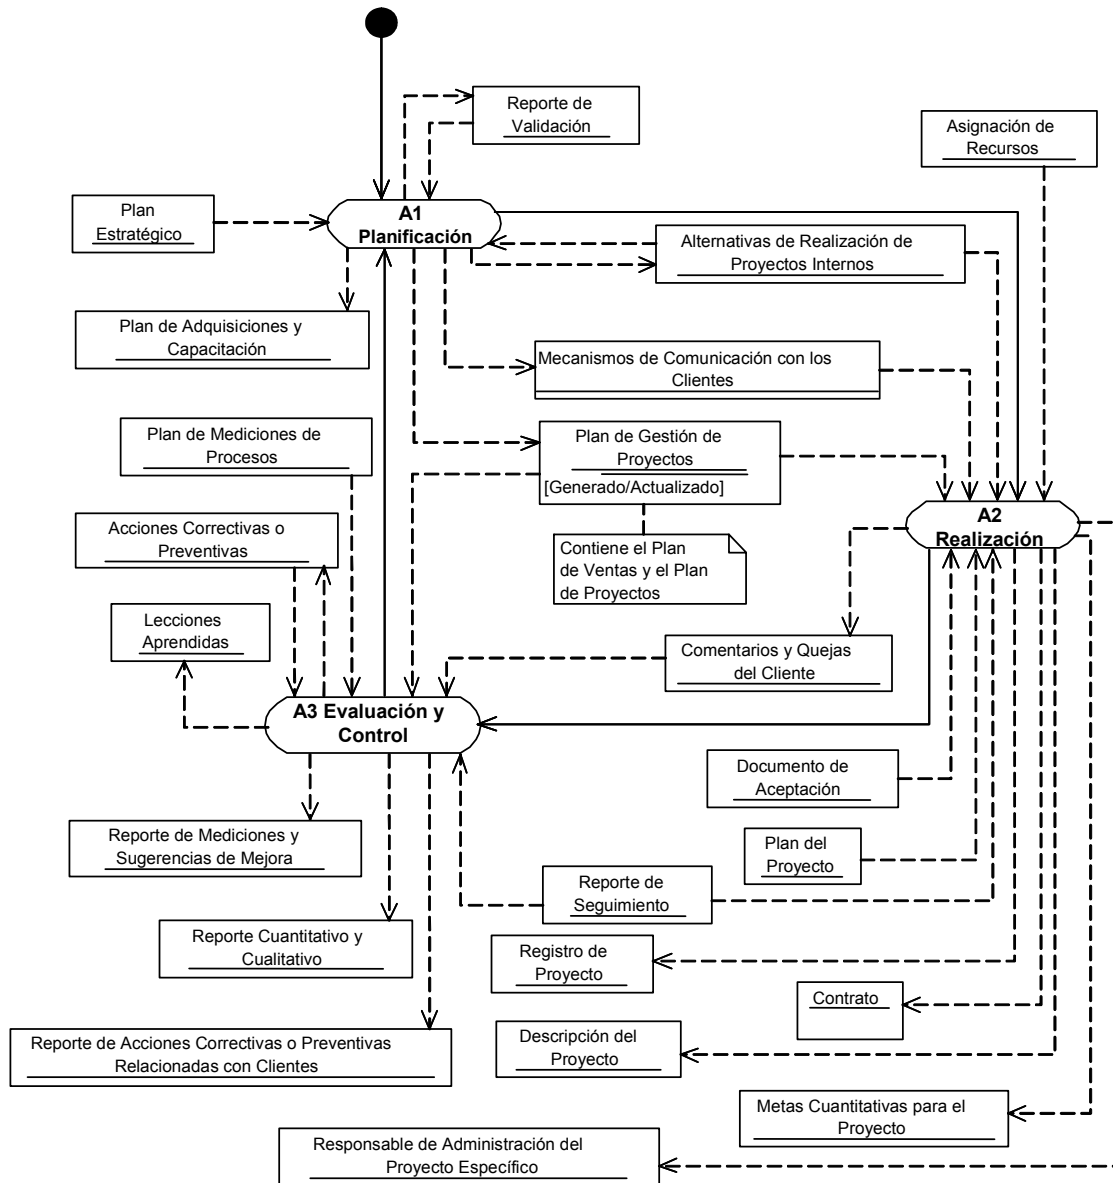 Reporte de
Validación
Asignación de
Recursos
Plan
Estratégico
A1
Planificación
Alternativas de Realización de
Proyectos Internos
Plan de Adquisiciones y
Capacitación
Mecanismos de Comunicación con los
Clientes
Plan de Mediciones de
Procesos
Plan de Gestión de
Proyectos
[Generado/Actualizado]
A2
Realización
Acciones Correctivas o
Preventivas
Contiene el Plan
de Ventas y el Plan
de Proyectos
Lecciones
Aprendidas
Comentarios y Quejas
del Cliente
A3 Evaluación y
Control
Documento de
Aceptación
Reporte de Mediciones y
Sugerencias de Mejora
Plan del
Proyecto
Reporte de
Seguimiento
Reporte Cuantitativo y
Cualitativo
Registro de
Proyecto
Contrato
Reporte de Acciones Correctivas o Preventivas
Relacionadas con Clientes
Descripción del
Proyecto
Metas Cuantitativas para el
Proyecto
Responsable de Administración del
Proyecto Específico